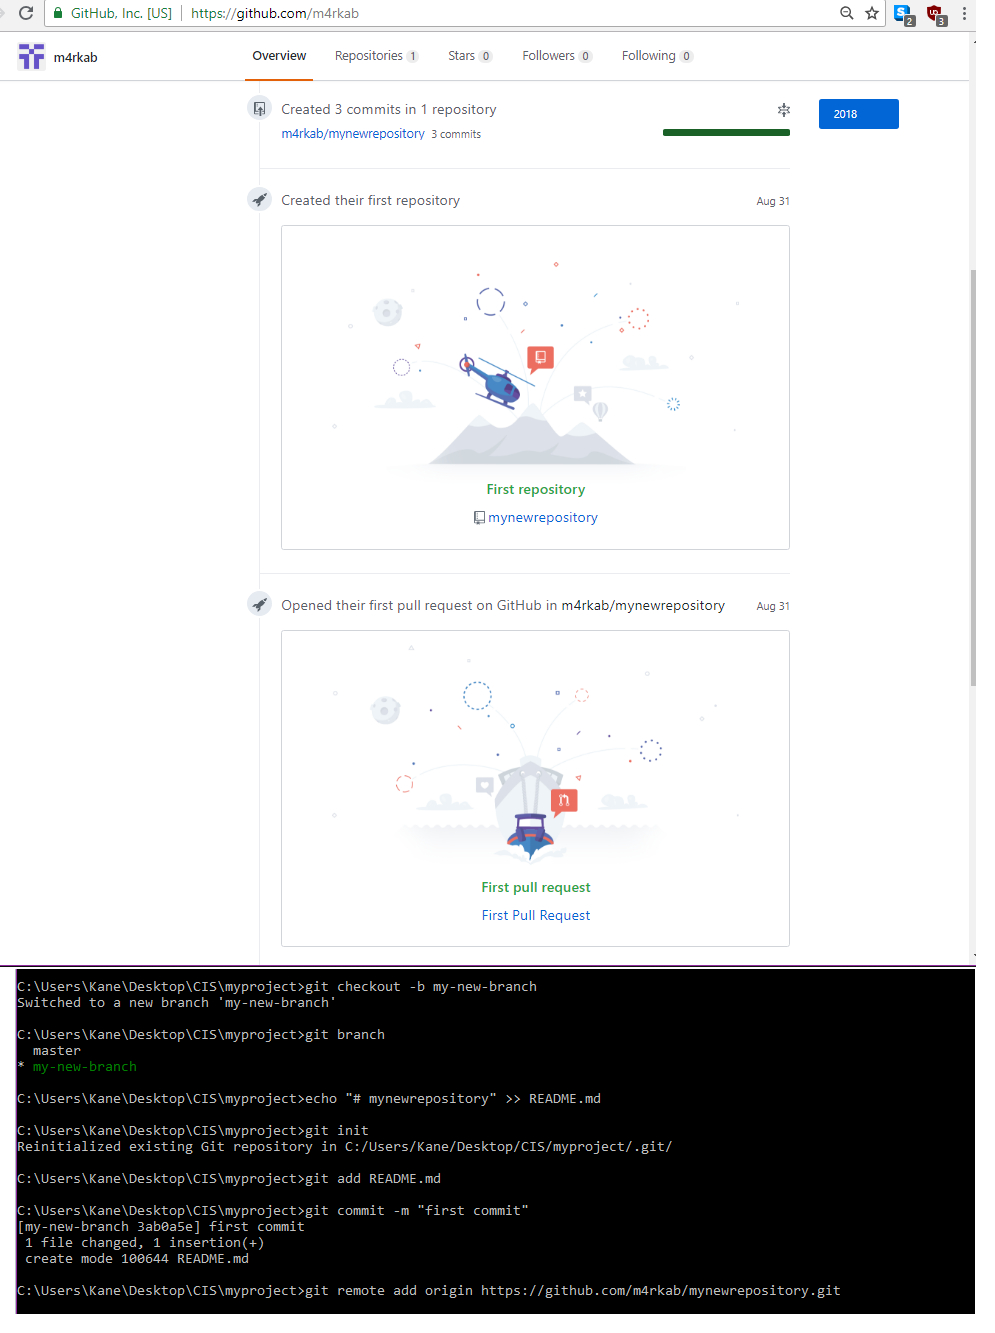 GitHub, Inc. [US] | https://github.com/m4rkab
2
3
m4rkab
Overview Repositories 1 Stars 0 Followers 0 Following 0
Created 3 commits in 1 repository
2018
m4rkab/mynewrepository 3 commits
Created their first repository Aug 31
First repository
mynewrepository
Opened their first pull request on GitHub in m4rkab/mynewrepository Aug 31
First pull request
First Pull Request
C:\Users\Kane\Desktop\CIS\myproject>git checkout -b my-new-branch
Switched to a new branch 'my-new-branch'
C:\Users\Kane\Desktop\CIS\myproject>git branch
master
* my-new-branch
C:\Users\Kane\Desktop\CIS\myproject>echo "# mynewrepository" >> README.md
C:\Users\Kane\Desktop\CIS\myproject>git init
Reinitialized existing Git repository in C:/Users/Kane/Desktop/CIS/myproject/.git/
C:\Users\Kane\Desktop\CIS\myproject>git add README.md
C:\Users\Kane\Desktop\CIS\myproject>git commit -m "first commit"
[my-new-branch 3ab0a5e] first commit
1 file changed, 1 insertion(+)
create mode 100644 README.md
C:\Users\Kane\Desktop\CIS\myproject>git remote add origin https://github.com/m4rkab/mynewrepository.git